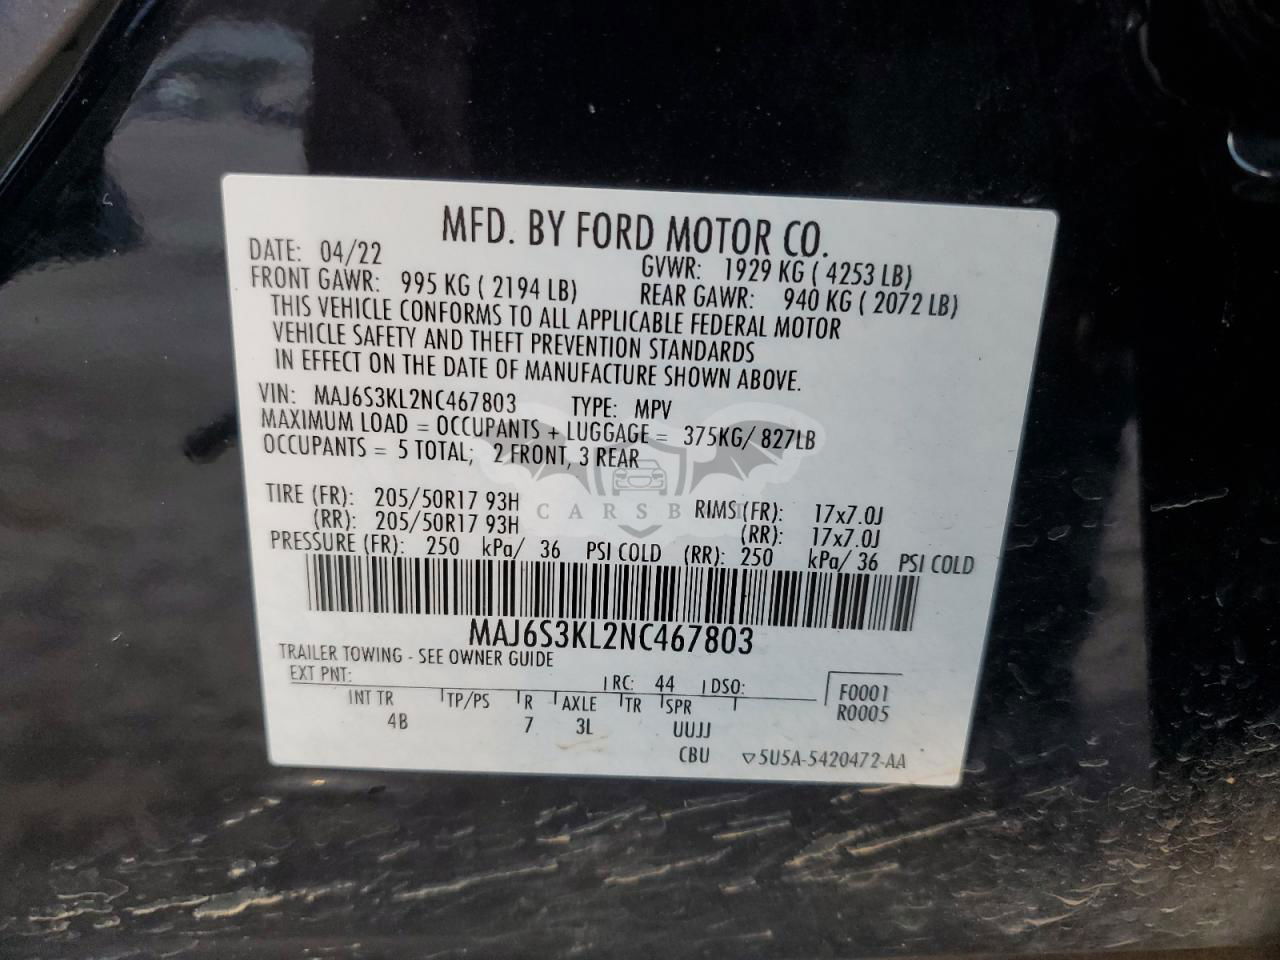 MFD. BY FORD MOTOR CO.
DATE: 04/22 GVWR: 1929 KG ( 4253 LB)
FRONT GAWR: 995 KG ( 2194 LB) REAR GAWR: 940 KG ( 2072 LB)
THIS VEHICLE CONFORMS TO ALL APPLICABLE FEDERAL MOTOR
VEHICLE SAFETY AND THEFT PREVENTION STANDARDS
IN EFFECT ON THE DATE OF MANUFACTURE SHOWN ABOVE.
VIN: MAJ6S3KL2NC467803 TYPE: MPV
MAXIMUM LOAD = OCCUPANTS + LUGGAGE = 375KG/ 827LB
OCCUPANTS = 5 TOTAL; 2 FRONT, 3 REAR
TIRE (FR): 205/50R17 93H RIMS (FR): 17x7.0J
(RR): 205/50R17 93H (RR): 17x7.0J
PRESSURE (FR): 250 kPa/ 36 PSI COLD (RR): 250 kPa/ 36 PSI COLD
MAJ6S3KL2NC467803
TRAILER TOWING - SEE OWNER GUIDE
EXT PNT: RC: 44 DSO: F0001
INT TR TP/PS R AXLE TR SPR R0005
4B 7 3L UUJJ
CBU ▽5U5A-5420472-AA